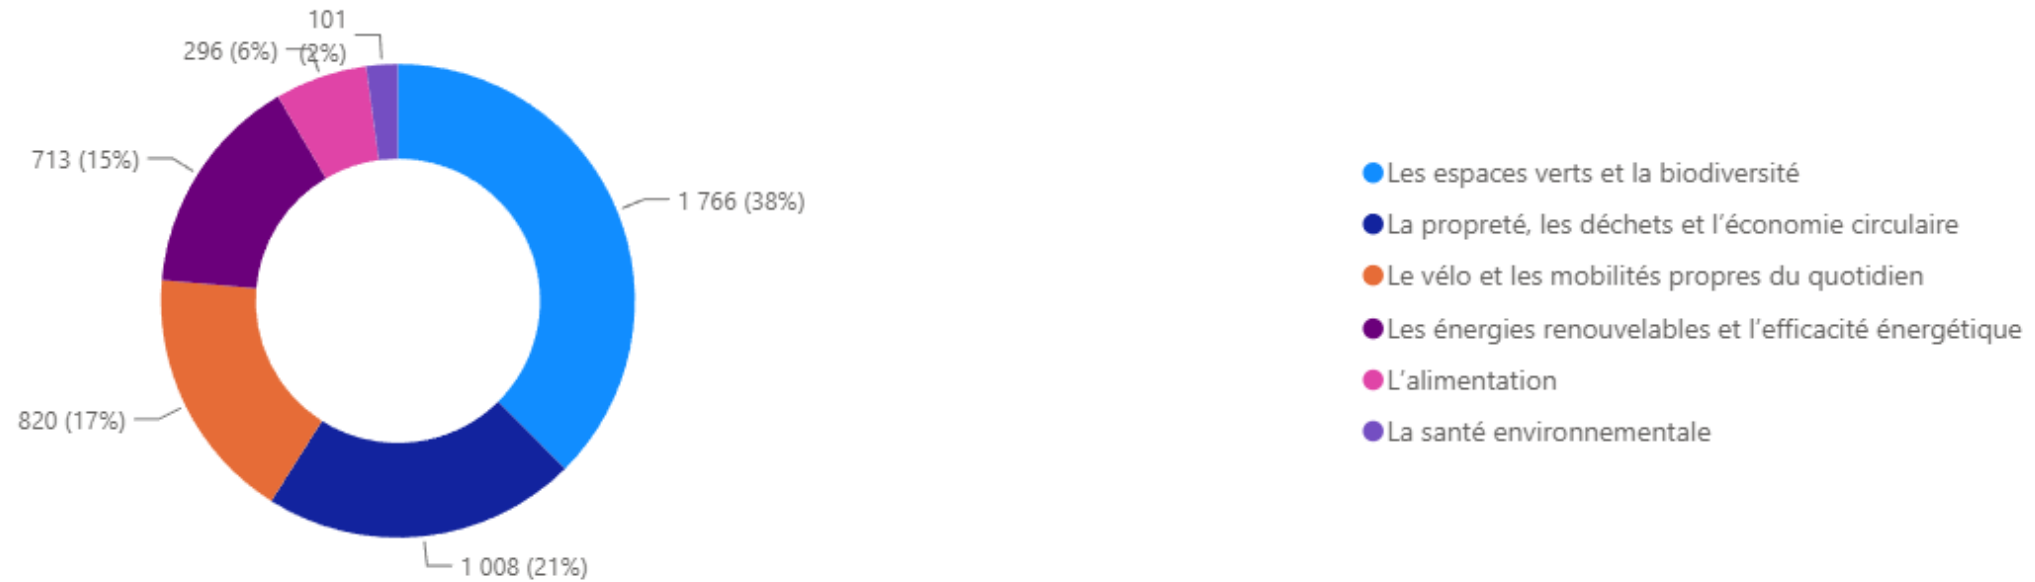 101
(2%)
296 (6%)
713 (15%)
1 766 (38%)
820 (17%)
1 008 (21%)
Les espaces verts et la biodiversité
La propreté, les déchets et l’économie circulaire
Le vélo et les mobilités propres du quotidien
Les énergies renouvelables et l’efficacité énergétique
L’alimentation
La santé environnementale